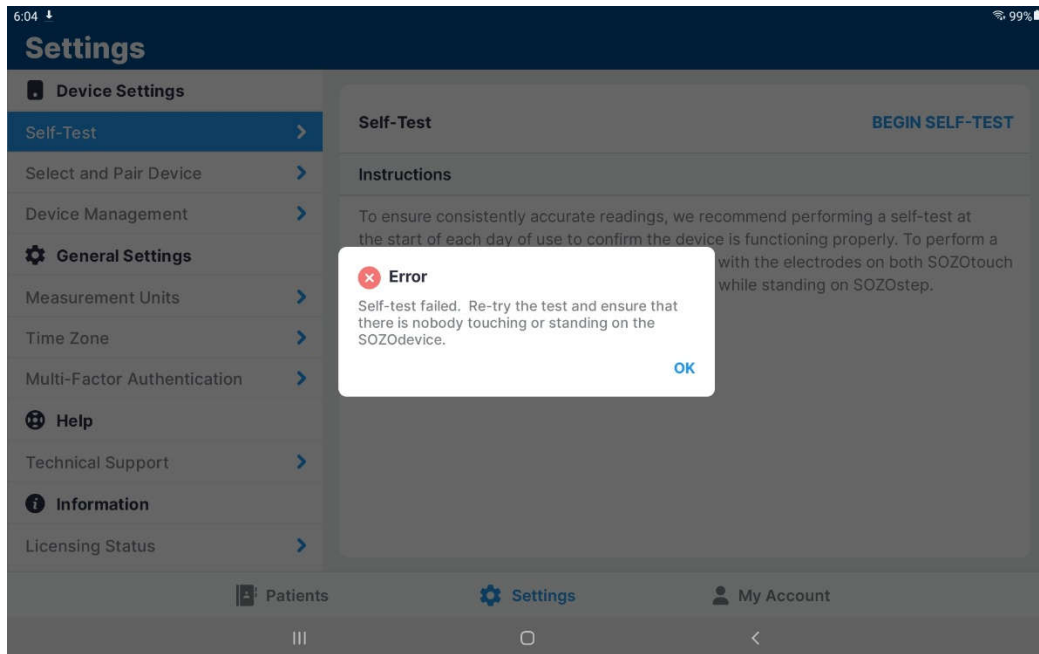 6:04
99%
Settings
Device Settings
Self-Test
Select and Pair Device
Device Management
General Settings
Measurement Units
Time Zone
Multi-Factor Authentication
Help
Technical Support
Information
Licensing Status
Self-Test
BEGIN SELF-TEST
Instructions
To ensure consistently accurate readings, we recommend performing a self-test at
the start of each day of use to confirm the device is functioning properly. To perform a
with the electrodes on both SOZOtouch
while standing on SOZOstep.
Error
Self-test failed. Re-try the test and ensure that
there is nobody touching or standing on the
SOZOdevice.
OK
Patients
Settings
My Account